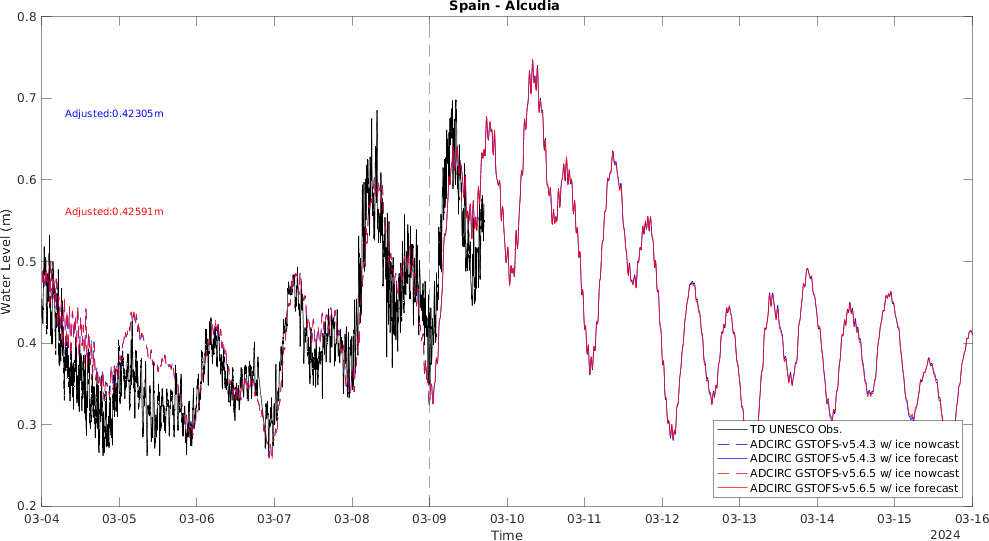 Spain - Alcudia
0.8
0.7
0.6
0.5
0.4
0.3
0.2
Water Level (m)
Adjusted:0.42305m
Adjusted:0.42591m
TD UNESCO Obs.
ADCIRC GSTOFS-v5.4.3 w/ ice nowcast
ADCIRC GSTOFS-v5.4.3 w/ ice forecast
ADCIRC GSTOFS-v5.6.5 w/ ice nowcast
ADCIRC GSTOFS-v5.6.5 w/ ice forecast
03-04 03-05 03-06 03-07 03-08 03-09 03-10 03-11 03-12 03-13 03-14 03-15 03-16
Time
2024